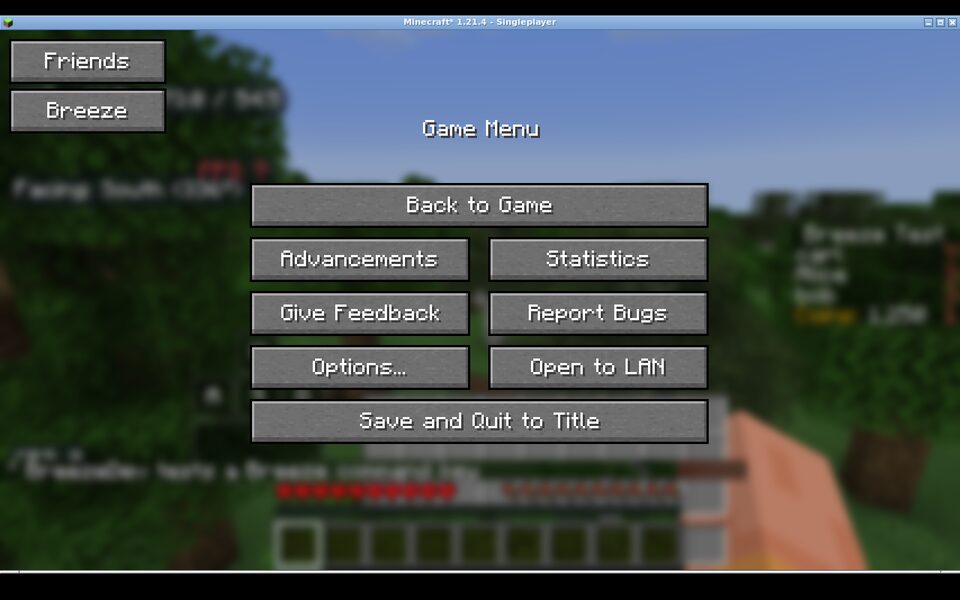 Minecraft* 1.21.4 - Singleplayer
Friends
Breeze
Game Menu
Back to Game
Advancements
Statistics
Give Feedback
Report Bugs
Options...
Open to LAN
Save and Quit to Title